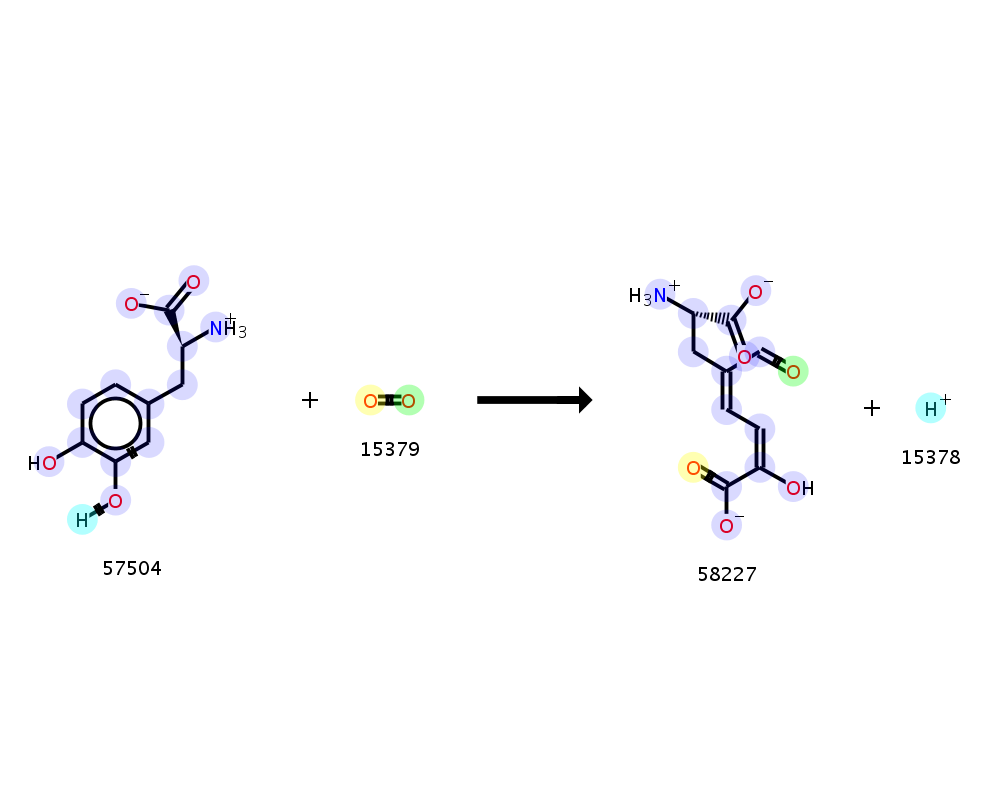 O⁻ O
NH₃⁺
HO
O
H
57504
+
O O
15379
H₃N⁺ O⁻
O O
O OH
O⁻
58227
+
H⁺
15378